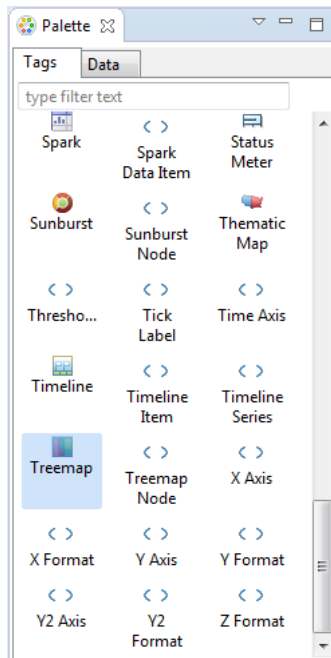 Palette
Tags
Data
type filter text
Spark
Spark
Data Item
Status
Meter
Sunburst
Sunburst
Node
Thematic
Map
Thresho...
Tick
Label
Time Axis
Timeline
Timeline
Item
Timeline
Series
Treemap
Treemap
Node
X Axis
X Format
Y Axis
Y Format
Y2 Axis
Y2
Format
Z Format